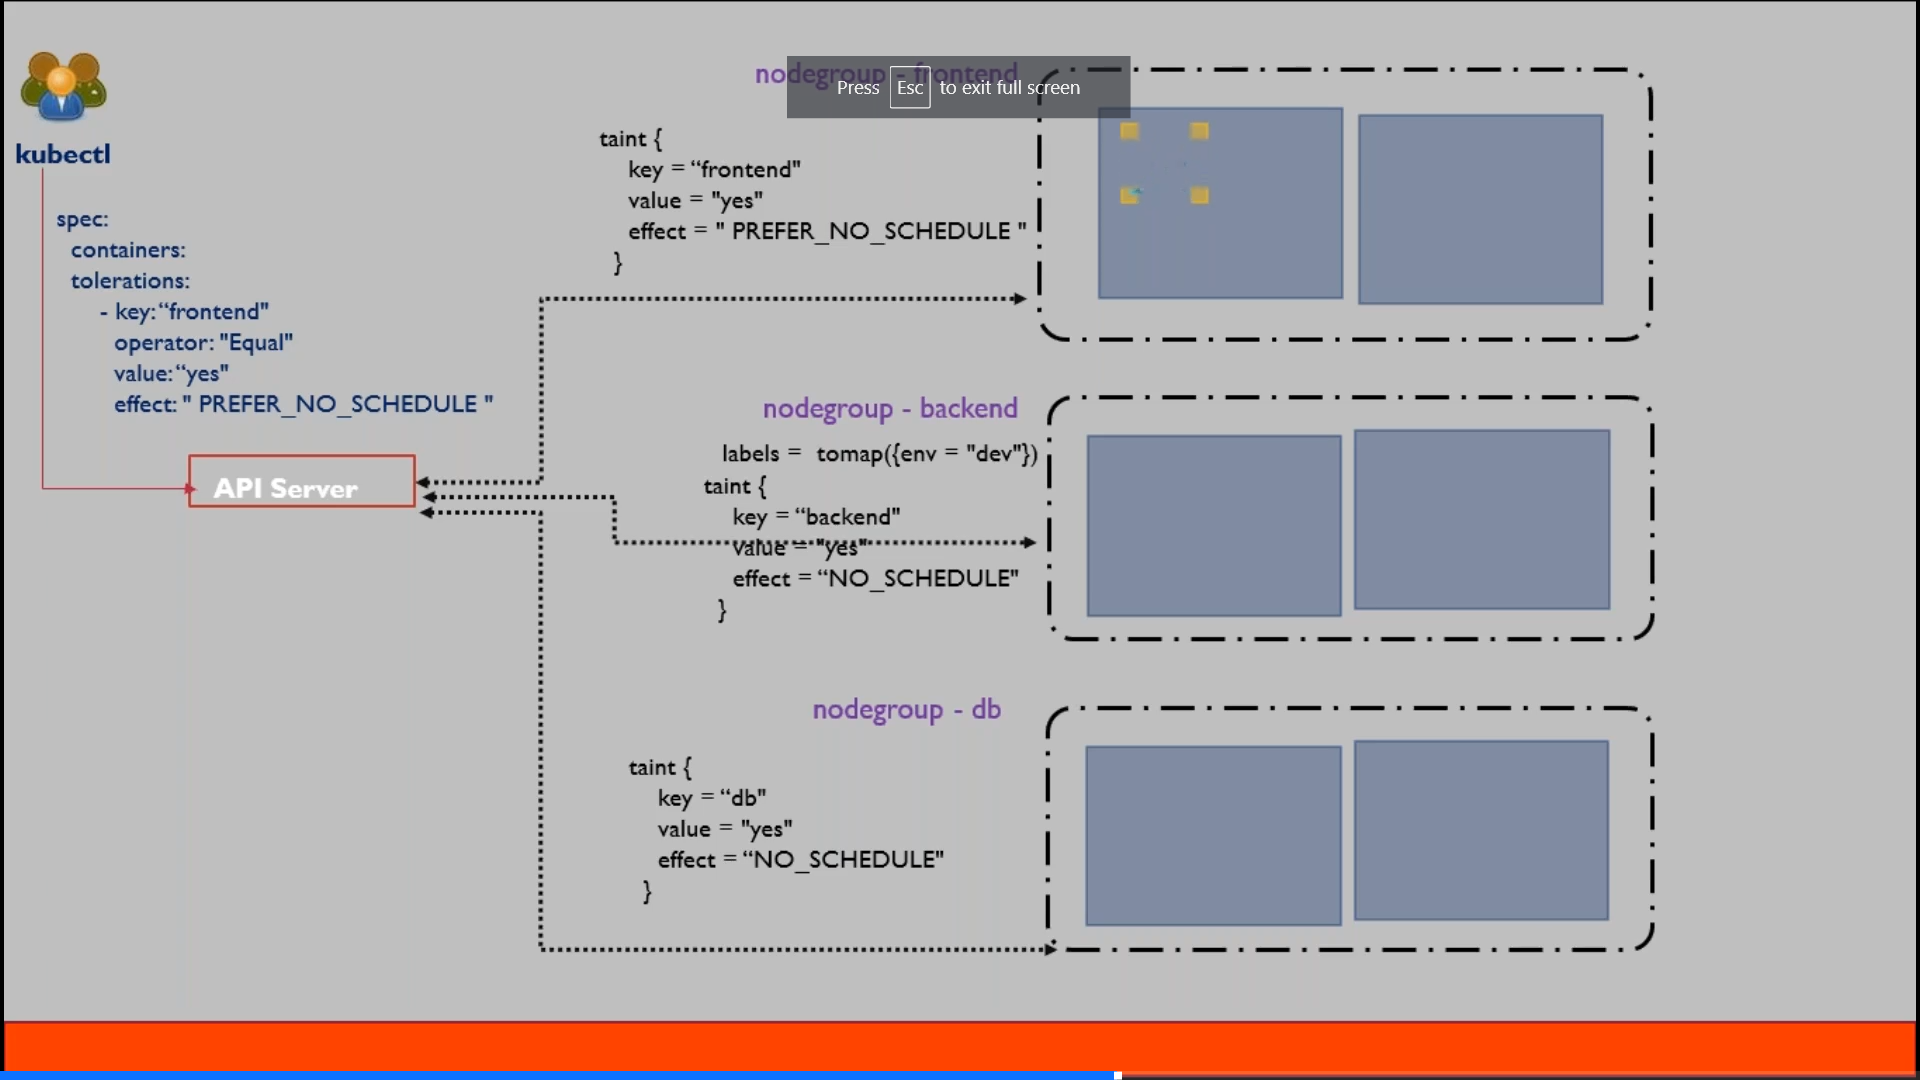 nodegroup - frontend
Press Esc to exit full screen
kubectl
spec:
containers:
tolerations:
- key:“frontend"
operator: "Equal"
value:“yes"
effect: " PREFER_NO_SCHEDULE "
API Server
taint {
key = “frontend"
value = "yes"
effect = " PREFER_NO_SCHEDULE "
}
nodegroup - backend
labels = tomap({env = "dev"})
taint {
key = “backend"
value = "yes"
effect = “NO_SCHEDULE"
}
nodegroup - db
taint {
key = “db"
value = "yes"
effect = “NO_SCHEDULE"
}